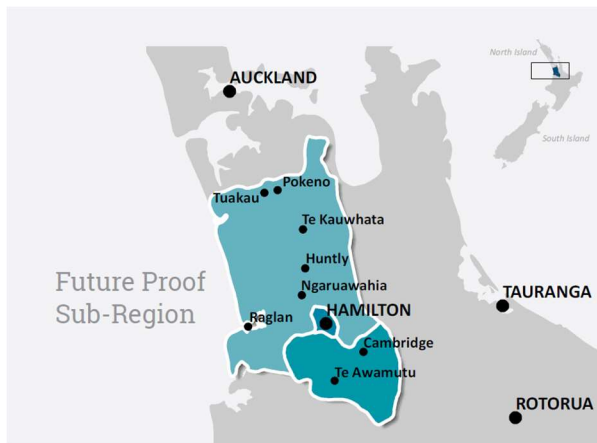 North Island
South Island
AUCKLAND
Pokeno
Tuakau
Te Kauwhata
Huntly
Ngaruawahia
Future Proof
Sub-Region
TAURANGA
HAMILTON
Raglan
Cambridge
Te Awamutu
ROTORUA